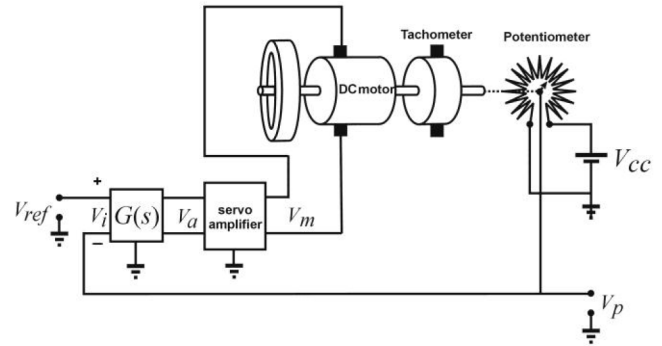 Tachometer
Potentiometer
DC motor
Vcc
+
Vref
Vi
G(s)
Va
servo
amplifier
Vm
−
Vp